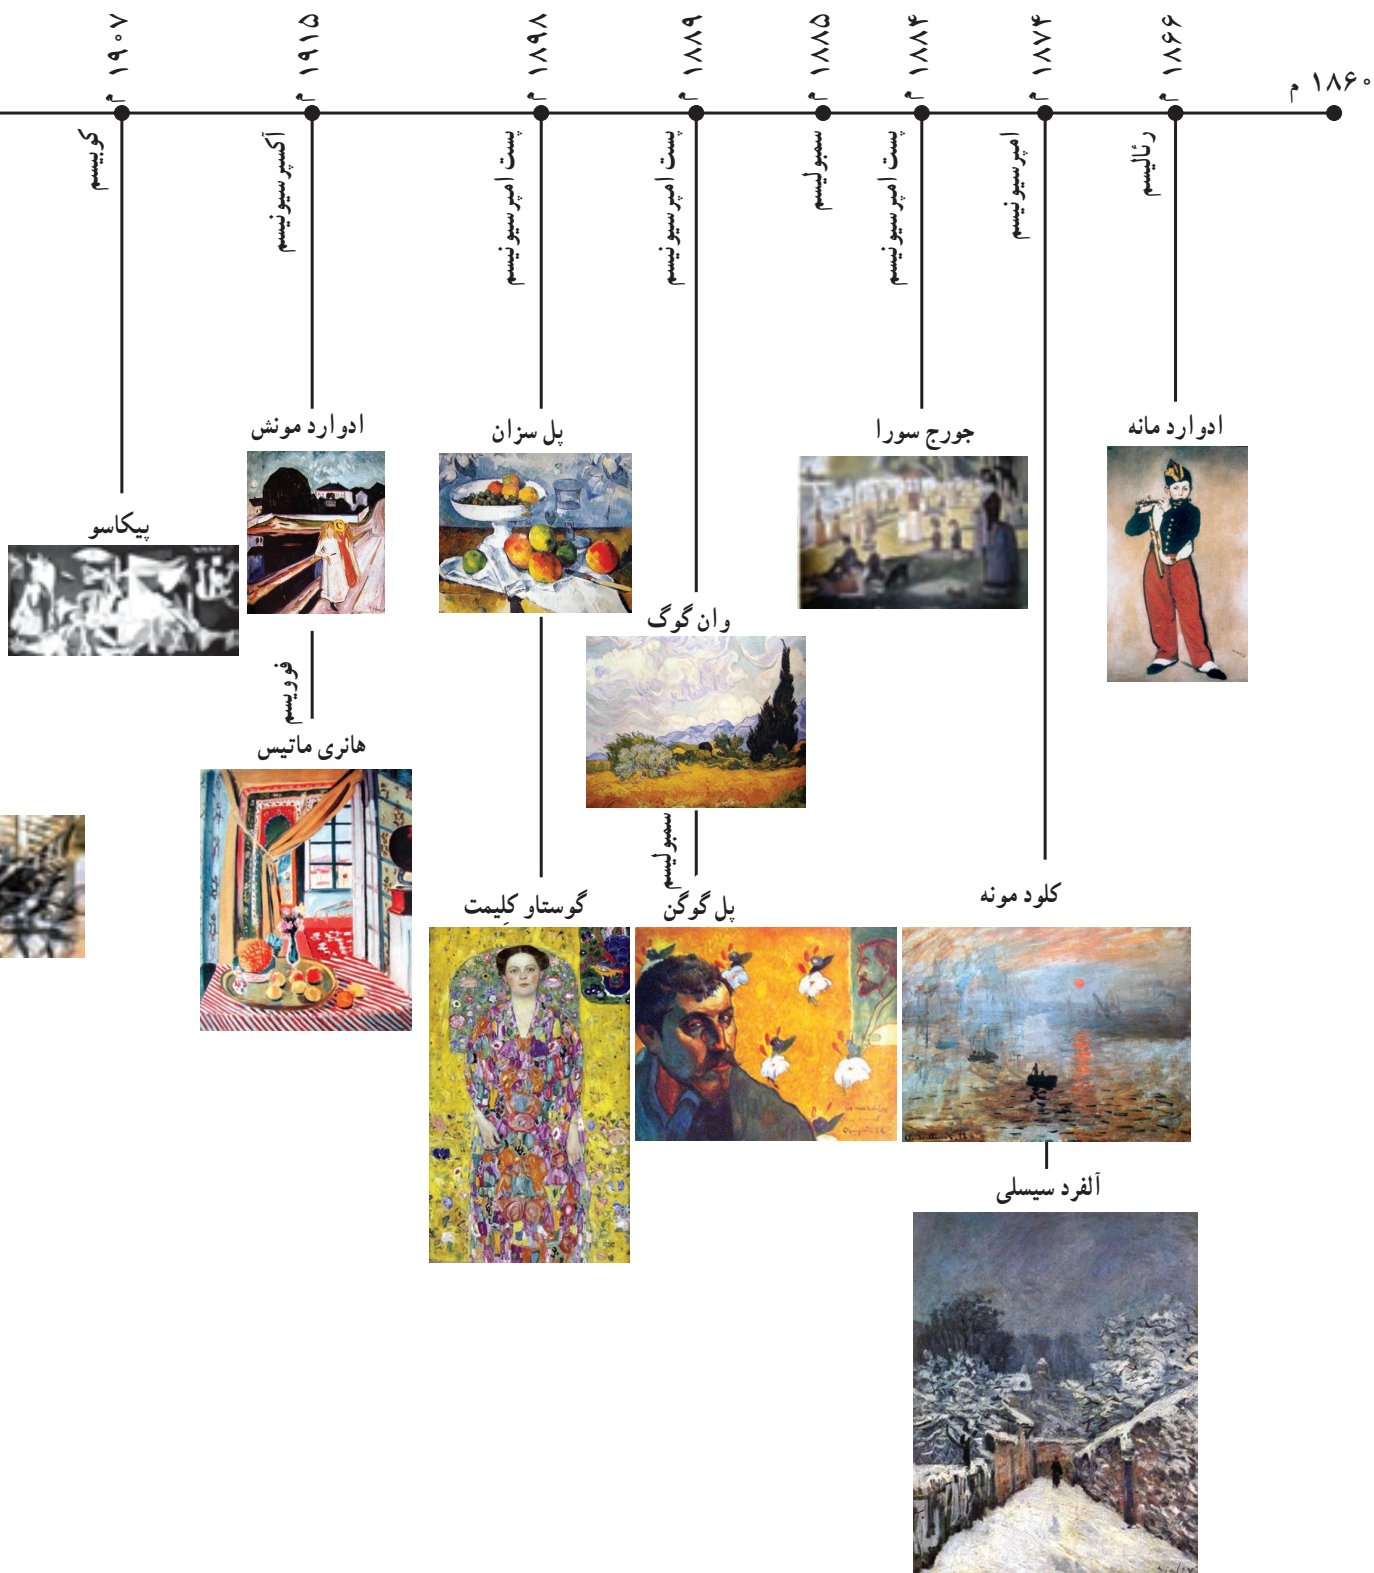 ۱۸۶۰ م
۱۸۶۶ م
۱۸۷۴ م
۱۸۸۴ م
۱۸۸۵ م
۱۸۸۹ م
۱۸۹۸ م
۱۹۱۵ م
۱۹۰۷ م
رئالیسم
امپرسیونیسم
پست امپرسیونیسم
سمبولیسم
پست امپرسیونیسم
پست امپرسیونیسم
آکسپرسیونیسم
کوبیسم
ادوارد مانه
جورج سورا
پل سزان
ادوارد مونش
پیکاسو
وان گوگ
فوویسم
هانری ماتیس
سمبولیسم
کلود مونه
پل گوگن
گوستاو کلِیمت
آلفرد سیسلی